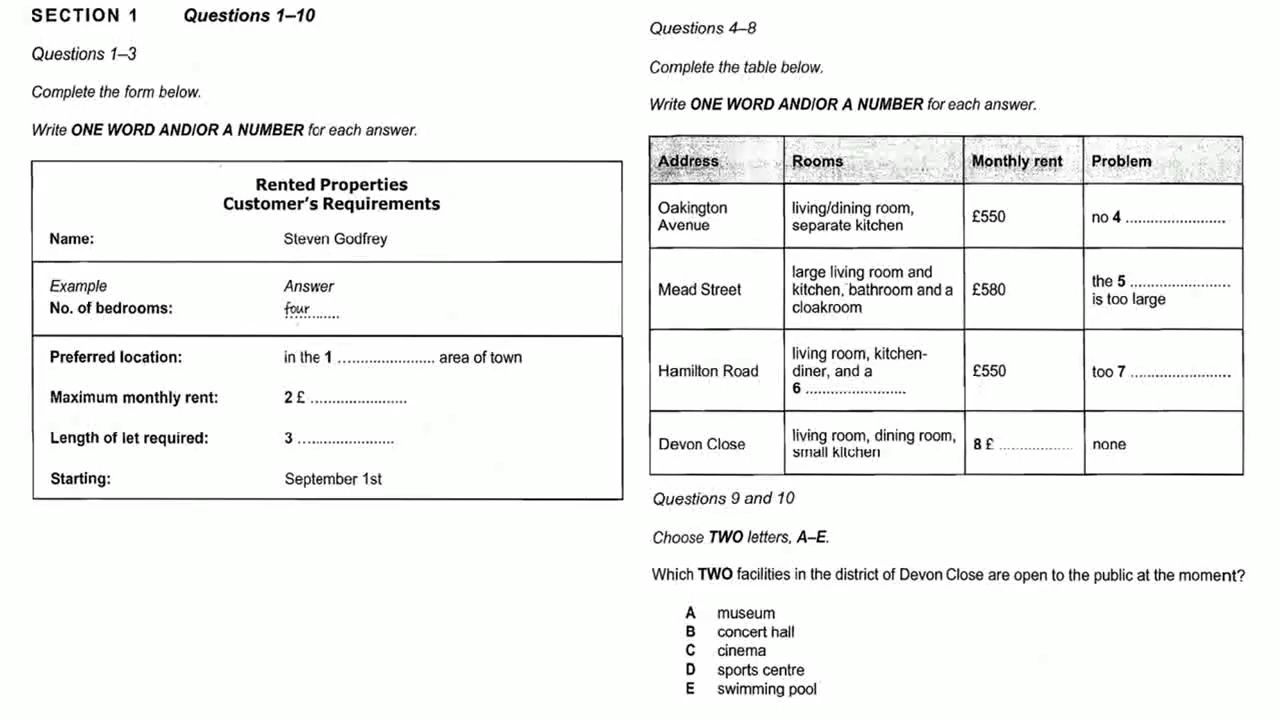 SECTION 1 Questions 1–10
Questions 1–3
Complete the form below.
Write ONE WORD AND/OR A NUMBER for each answer.
Rented Properties
Customer's Requirements
Name: Steven Godfrey
Example Answer
No. of bedrooms: four
Preferred location: in the 1 ...................... area of town
Maximum monthly rent: 2 £ ......................
Length of let required: 3 ......................
Starting: September 1st
Questions 4–8
Complete the table below.
Write ONE WORD AND/OR A NUMBER for each answer.
Address Rooms Monthly rent Problem
Oakington Avenue living/dining room, separate kitchen £550 no 4 ......................
Mead Street large living room and kitchen, bathroom and a cloakroom £580 the 5 ...................... is too large
Hamilton Road living room, kitchen-diner, and a 6 ...................... £550 too 7 ......................
Devon Close living room, dining room, small kitchen 8 £ ................ none
Questions 9 and 10
Choose TWO letters, A–E.
Which TWO facilities in the district of Devon Close are open to the public at the moment?
A museum
B concert hall
C cinema
D sports centre
E swimming pool